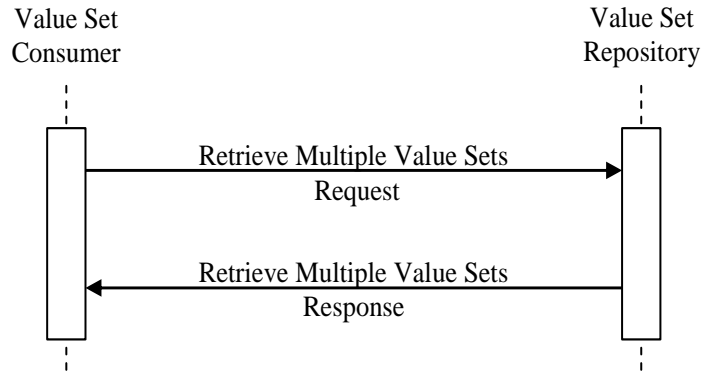 Value Set
Consumer
Value Set
Repository
Retrieve Multiple Value Sets
Request
Retrieve Multiple Value Sets
Response